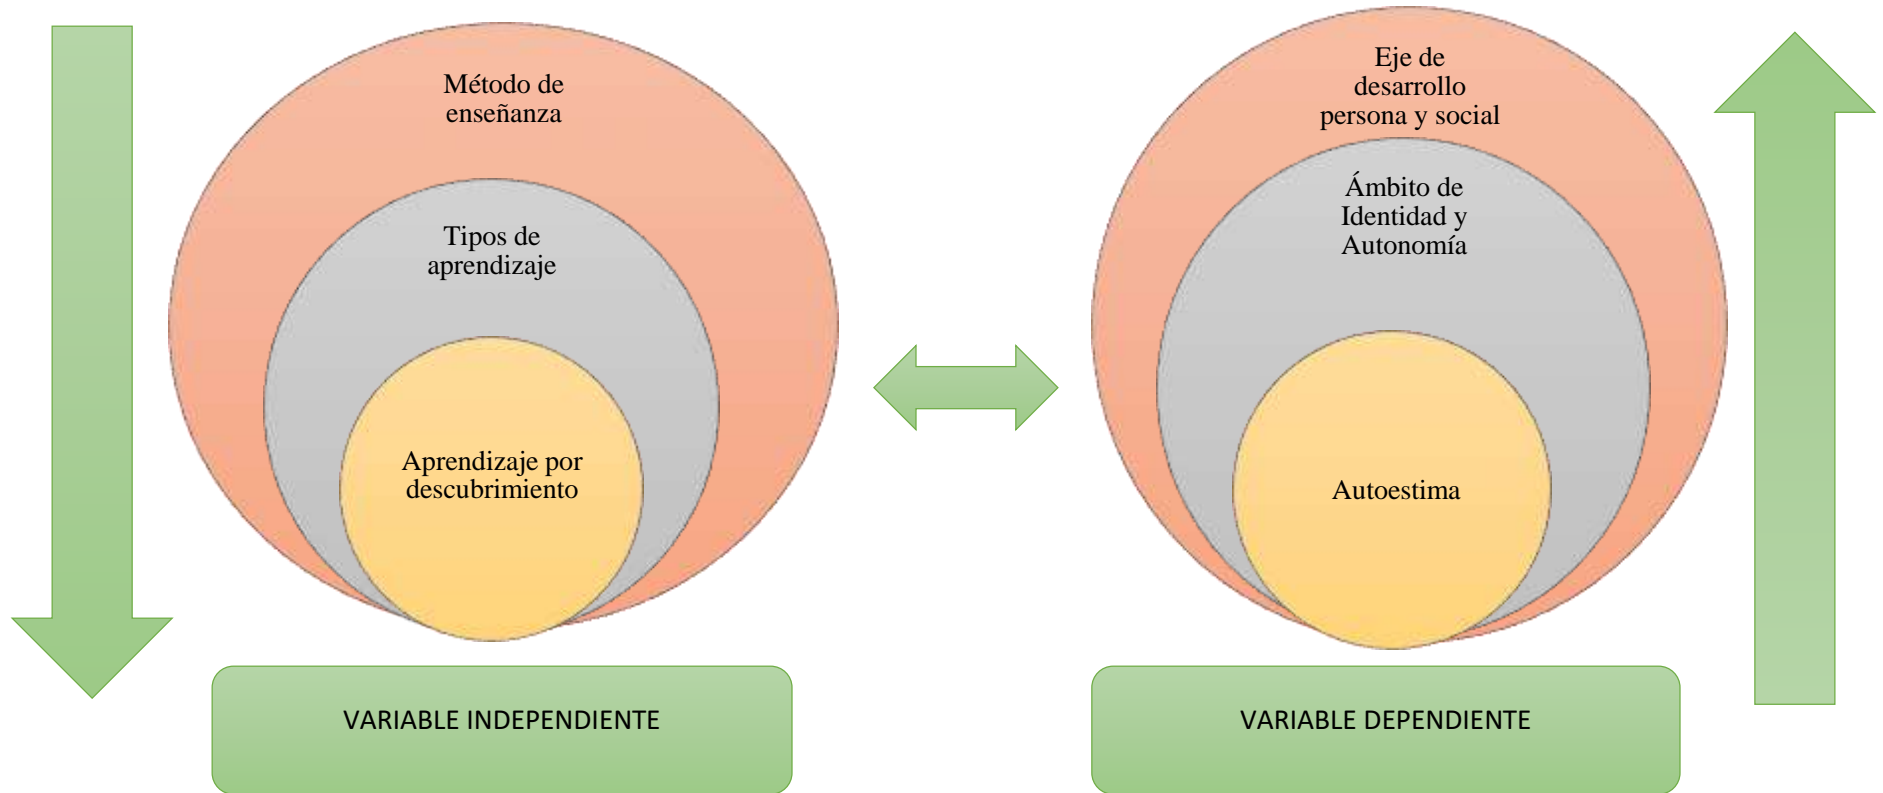 Método de
enseñanza
Tipos de
aprendizaje
Aprendizaje por
descubrimiento
VARIABLE INDEPENDIENTE
Eje de
desarrollo
persona y social
Ámbito de
Identidad y
Autonomía
Autoestima
VARIABLE DEPENDIENTE